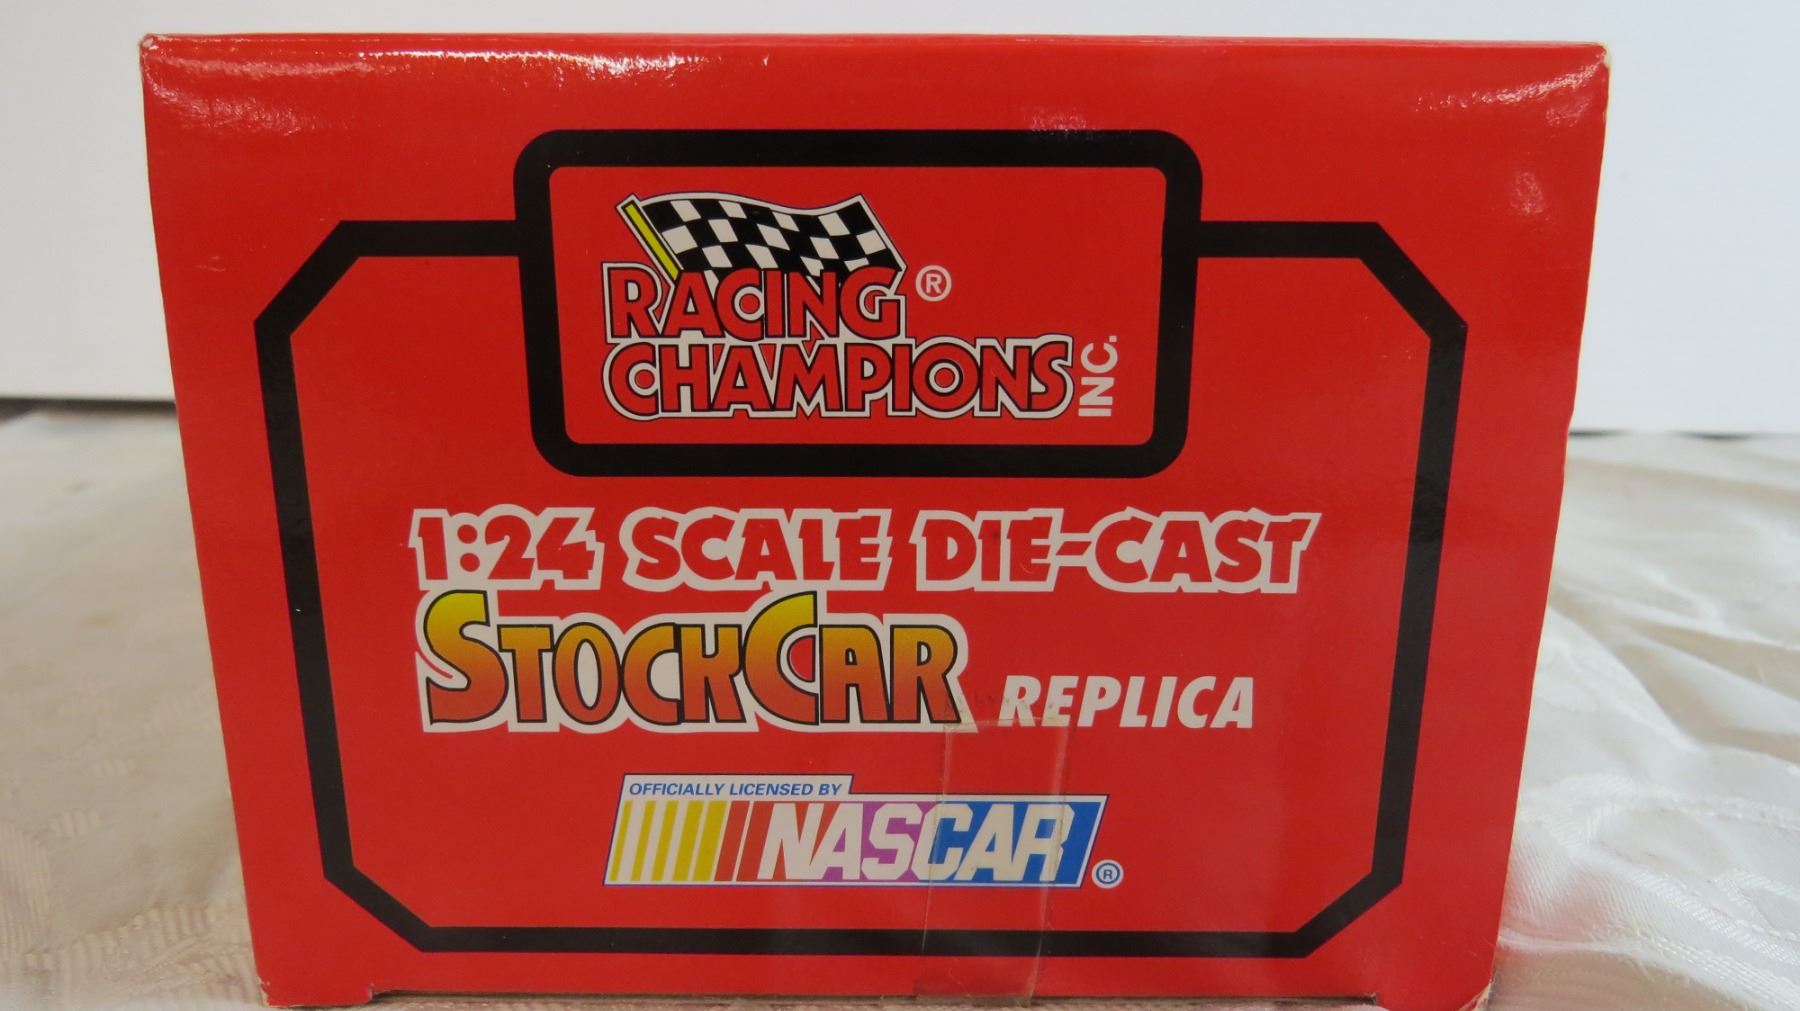 RACING ®
CHAMPIONS INC.
1:24 SCALE DIE-CAST
STOCKCAR REPLICA
OFFICIALLY LICENSED BY
NASCAR ®